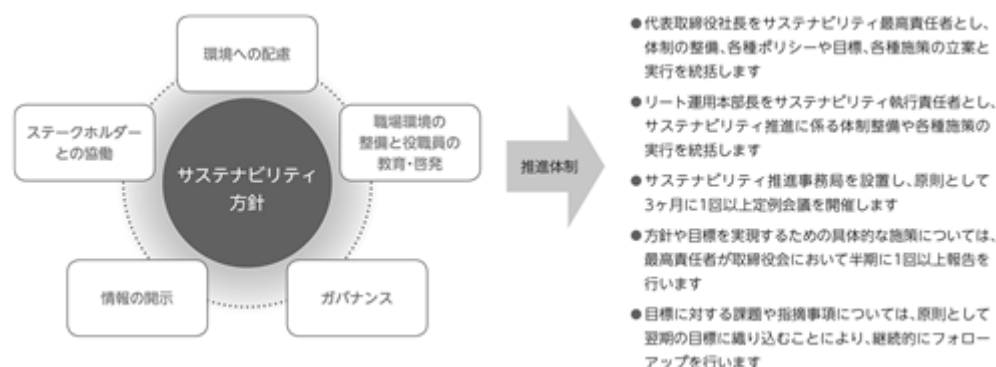 環境への配慮
ステークホルダー
との協働
職場環境の
整備と役職員の
教育・啓発
サステナビリティ
方針
情報の開示
ガバナンス
推進体制
●代表取締役社長をサステナビリティ最高責任者とし、
体制の整備、各種ポリシーや目標、各種施策の立案と
実行を統括します
●リート運用本部長をサステナビリティ執行責任者とし、
サステナビリティ推進に係る体制整備や各種施策の
実行を統括します
●サステナビリティ推進事務局を設置し、原則として
3ヶ月に1回以上定例会議を開催します
●方針や目標を実現するための具体的な施策については、
最高責任者が取締役会において半期に1回以上報告を
行います
●目標に対する課題や指摘事項については、原則として
翌期の目標に織り込むことにより、継続的にフォロー
アップを行います